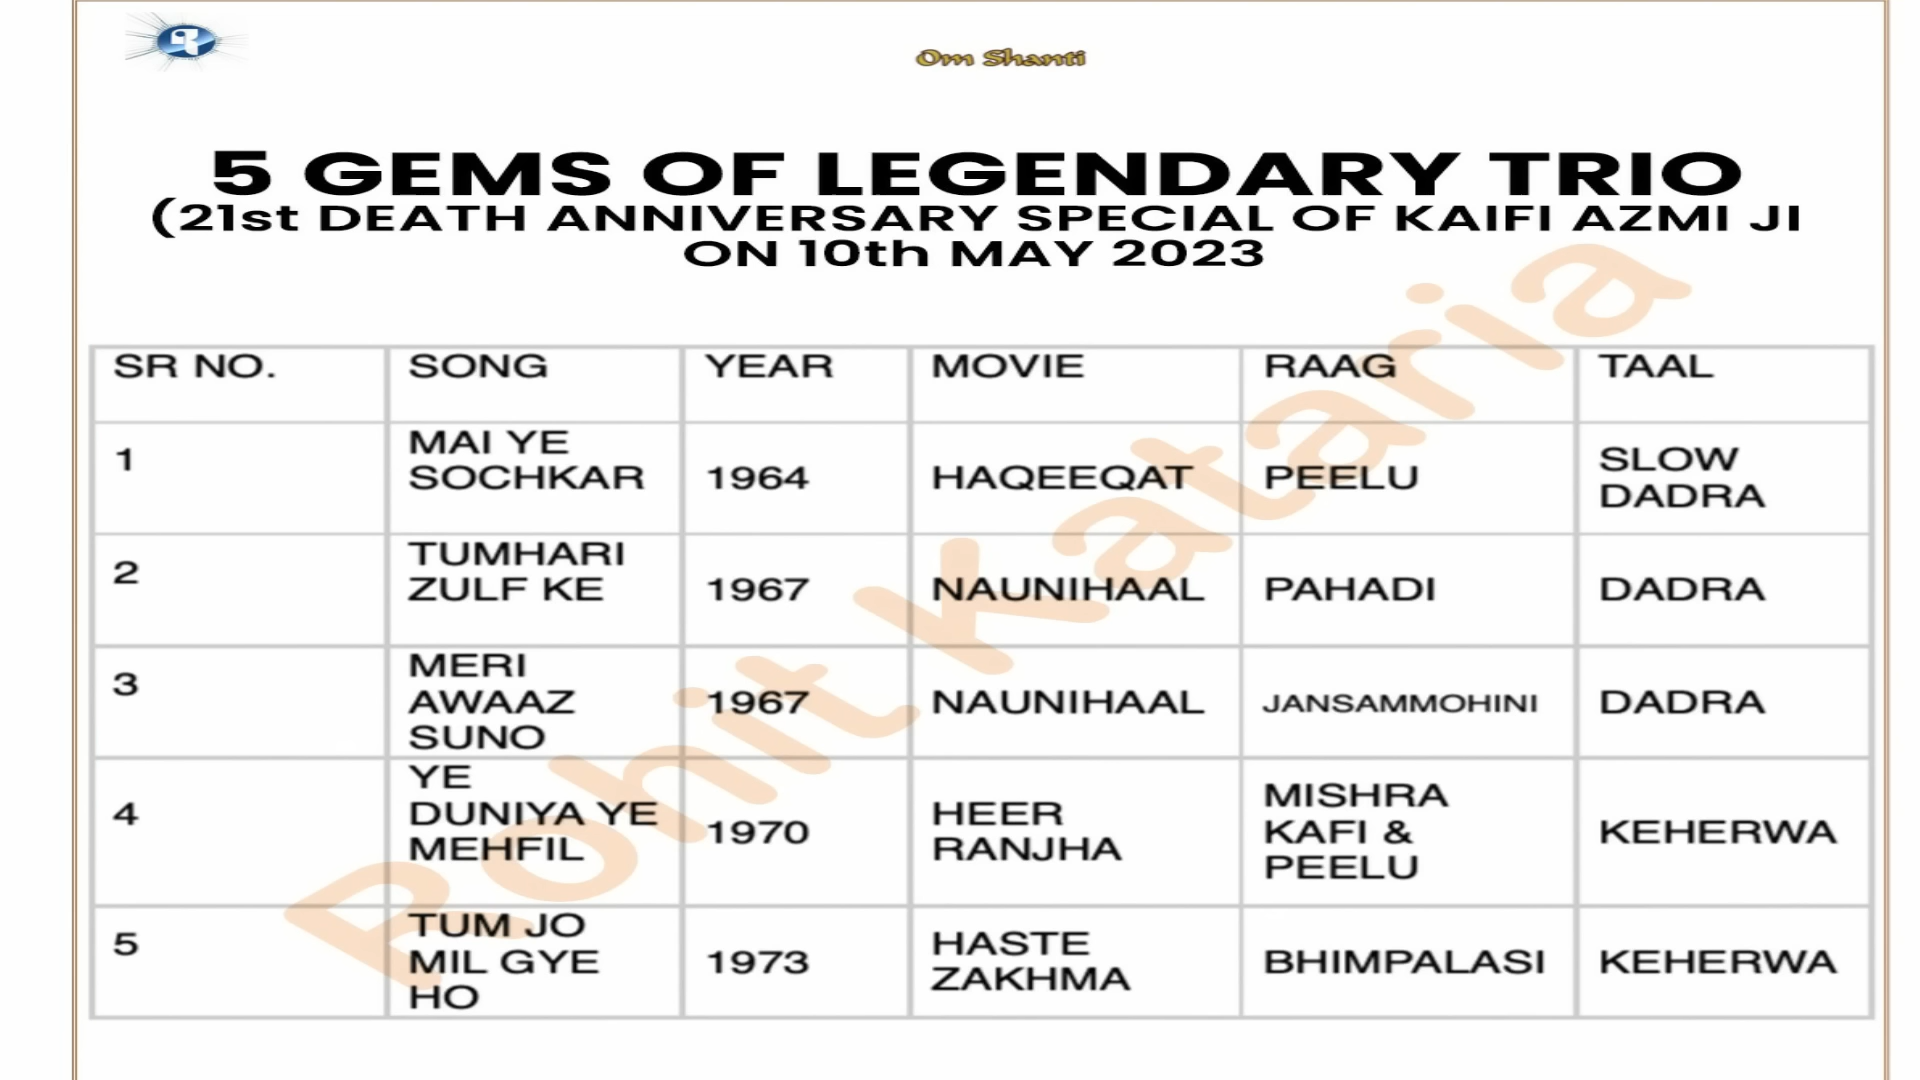 Om Shanti
5 GEMS OF LEGENDARY TRIO
(21st DEATH ANNIVERSARY SPECIAL OF KAIFI AZMI JI
ON 10th MAY 2023
SR NO. SONG YEAR MOVIE RAAG TAAL
1 MAI YE
SOCHKAR 1964 HAQEEQAT PEELU SLOW
DADRA
2 TUMHARI
ZULF KE 1967 NAUNIHAAL PAHADI DADRA
3 MERI
AWAAZ 1967 NAUNIHAAL JANSAMMOHINI DADRA
SUNO
4 YE
DUNIYA YE
MEHFIL 1970 HEER
RANJHA MISHRA
KAFI &
PEELU KEHERWA
5 TUM JO
MIL GYE
HO 1973 HASTE
ZAKHMA BHIMPALASI KEHERWA
Rohit Kataria